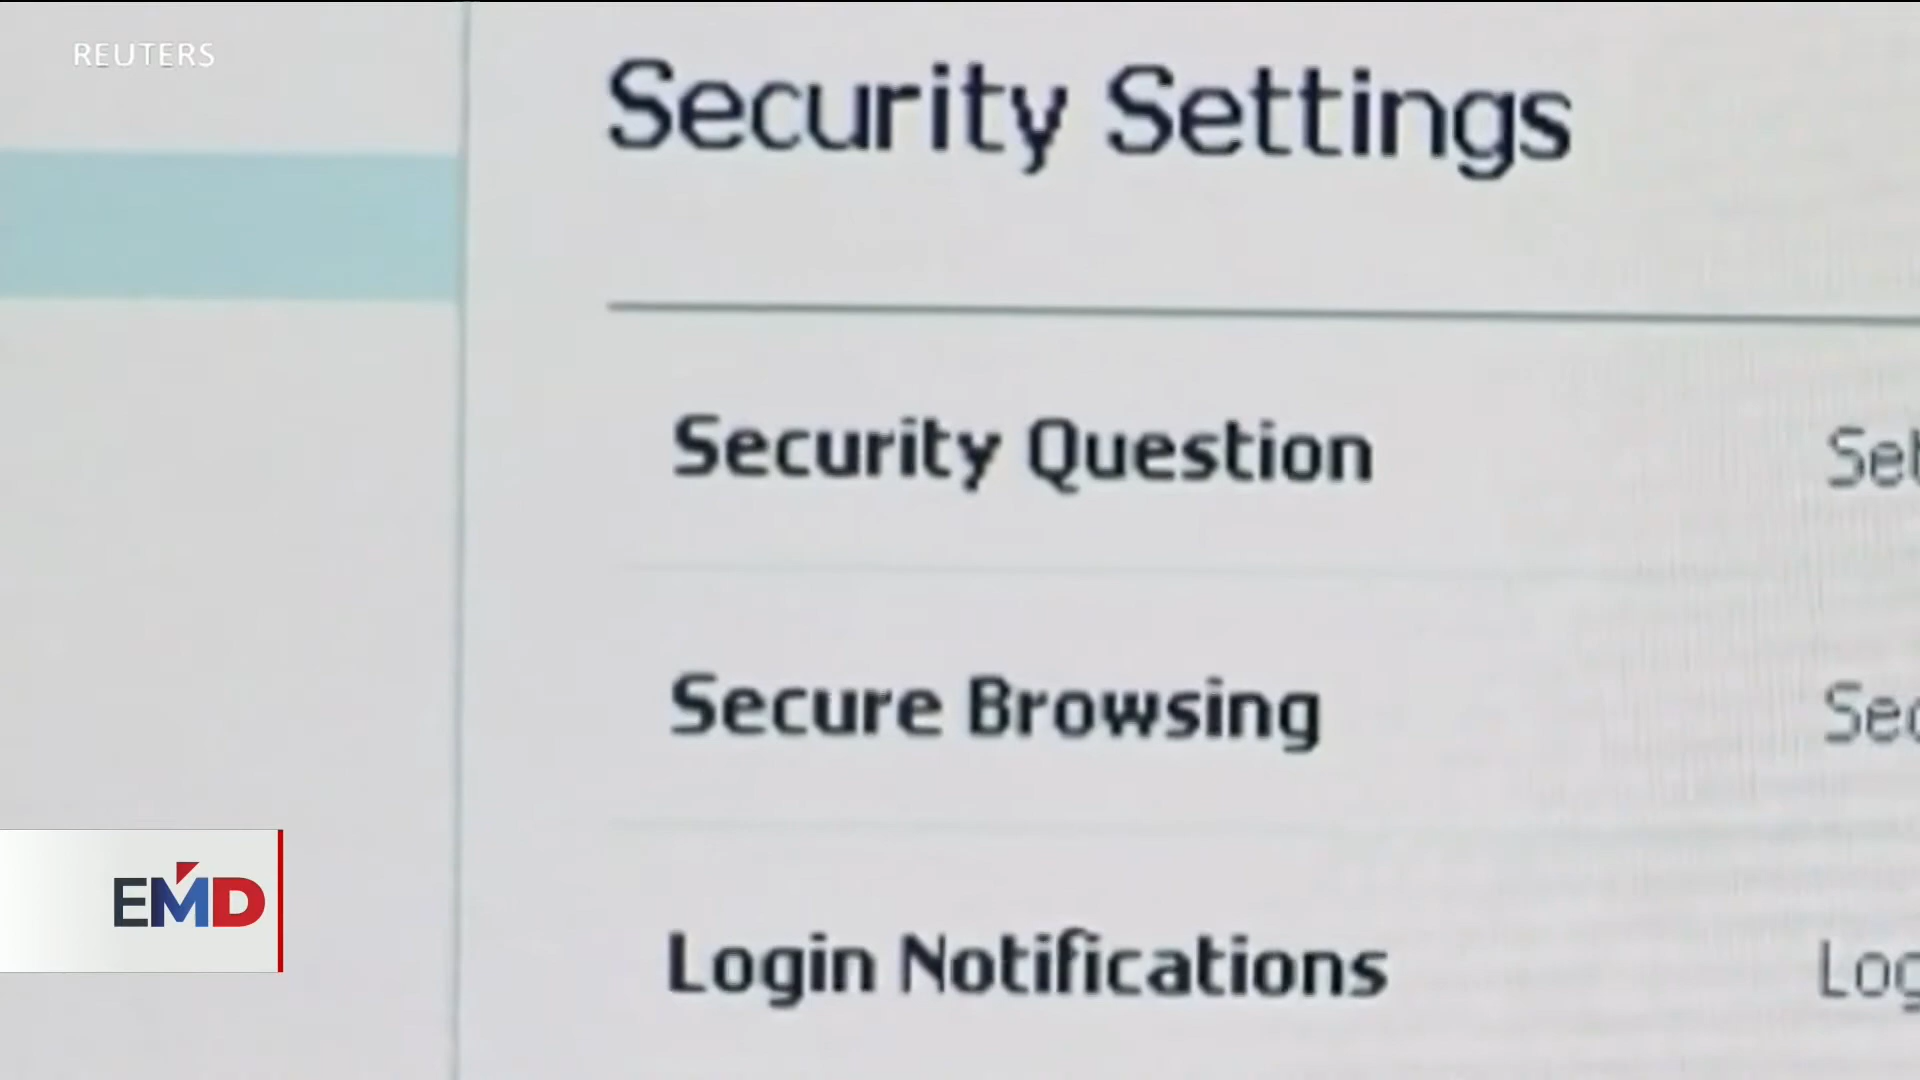 REUTERS
Security Settings
Security Question
Secure Browsing
Login Notifications
EMD